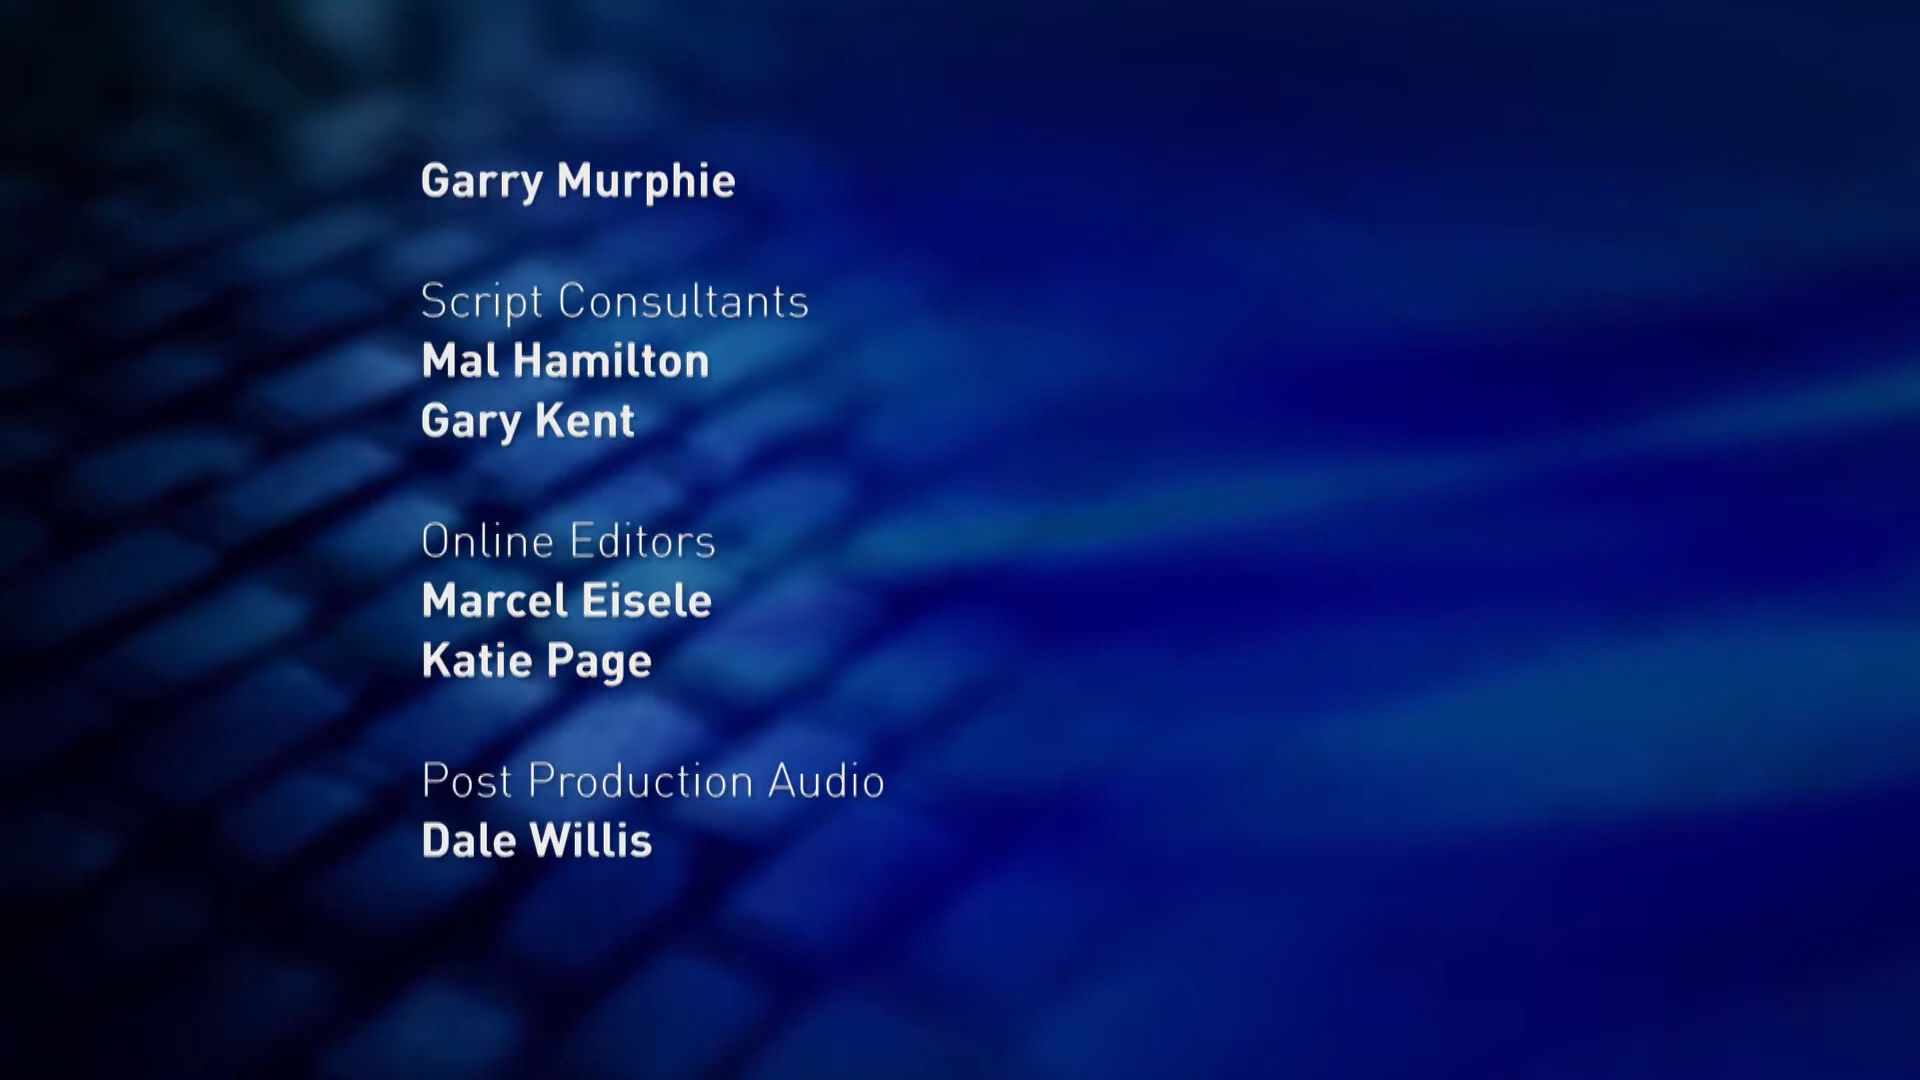 Garry Murphie
Script Consultants
Mal Hamilton
Gary Kent
Online Editors
Marcel Eisele
Katie Page
Post Production Audio
Dale Willis